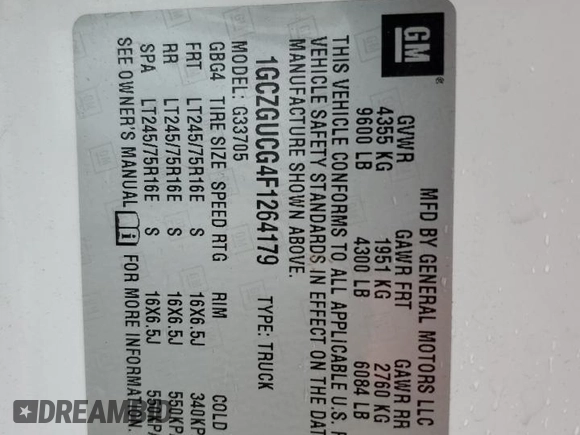 GM
®
MFD BY GENERAL MOTORS LLC
GVWR GAWR FRT GAWR RR
4355 KG 1951 KG 2760 KG
9600 LB 4300 LB 6084 LB
THIS VEHICLE CONFORMS TO ALL APPLICABLE U.S.
VEHICLE SAFETY STANDARDS IN EFFECT ON THE DAT
MANUFACTURE SHOWN ABOVE.
1GCZGUCG4F1264179 TYPE: TRUCK
MODEL: G33705
GBG4 TIRE SIZE SPEED RTG RIM COLD
FRT LT245/75R16E S 16X6.5J 340KP
RR LT245/75R16E S 16X6.5J 550KP
SPA LT245/75R16E S 16X6.5J 550KPA
SEE OWNER'S MANUAL i FOR MORE INFORMATION.
DREAMBID